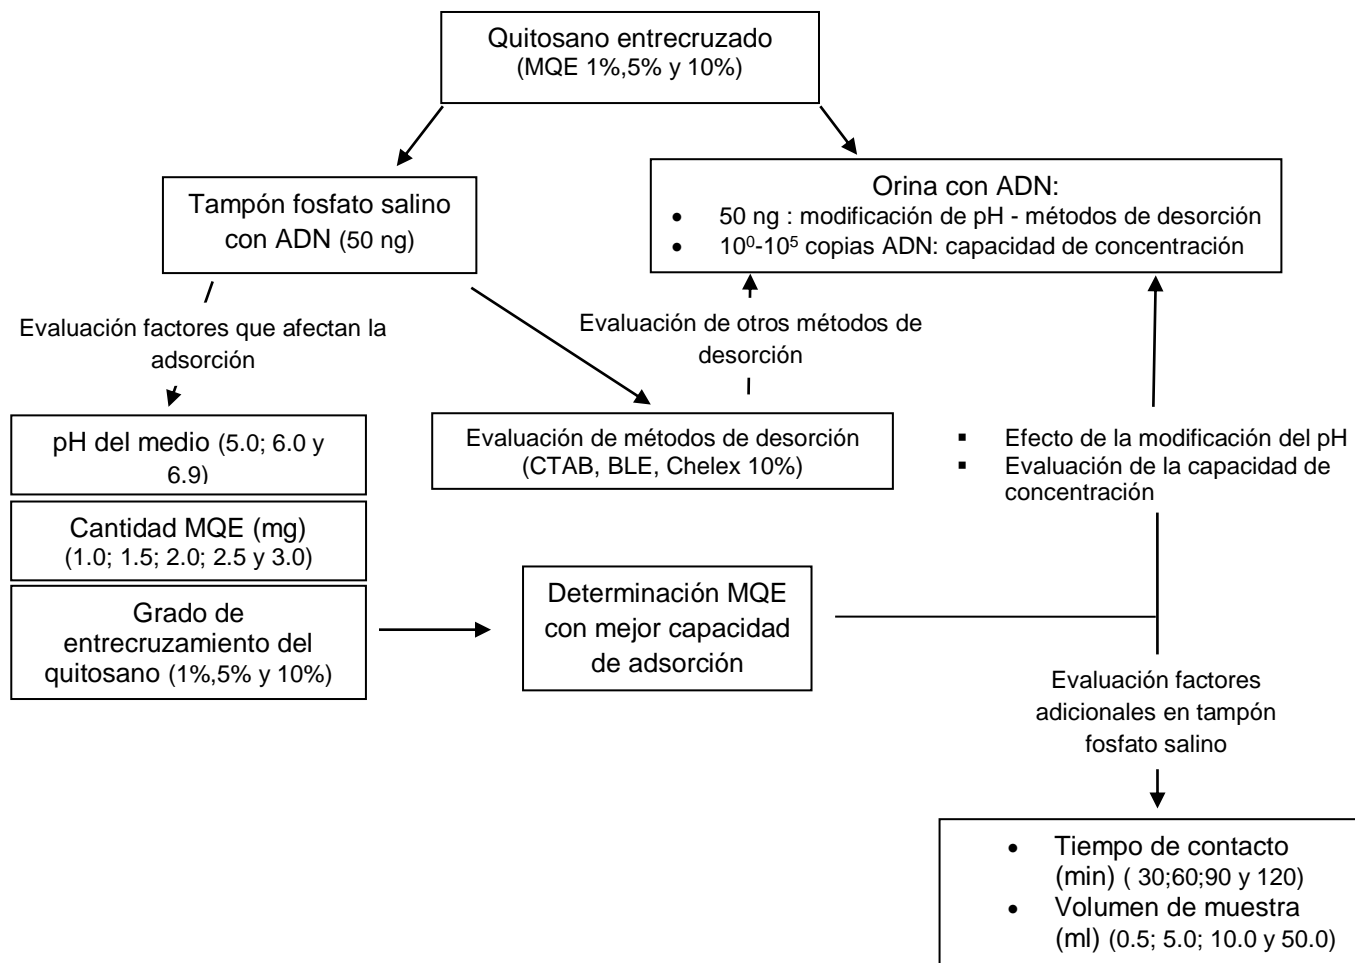 Quitosano entrecruzado
(MQE 1%,5% y 10%)
Tampón fosfato salino
con ADN (50 ng)
Orina con ADN:
• 50 ng : modificación de pH - métodos de desorción
• 10⁰-10⁵ copias ADN: capacidad de concentración
Evaluación factores que afectan la
adsorción
Evaluación de otros métodos de
desorción
pH del medio (5.0; 6.0 y
6.9)
Cantidad MQE (mg)
(1.0; 1.5; 2.0; 2.5 y 3.0)
Grado de
entrecruzamiento del
quitosano (1%,5% y 10%)
Evaluación de métodos de desorción
(CTAB, BLE, Chelex 10%)
▪ Efecto de la modificación del pH
▪ Evaluación de la capacidad de
concentración
Determinación MQE
con mejor capacidad
de adsorción
Evaluación factores
adicionales en tampón
fosfato salino
• Tiempo de contacto
(min) ( 30;60;90 y 120)
• Volumen de muestra
(ml) (0.5; 5.0; 10.0 y 50.0)